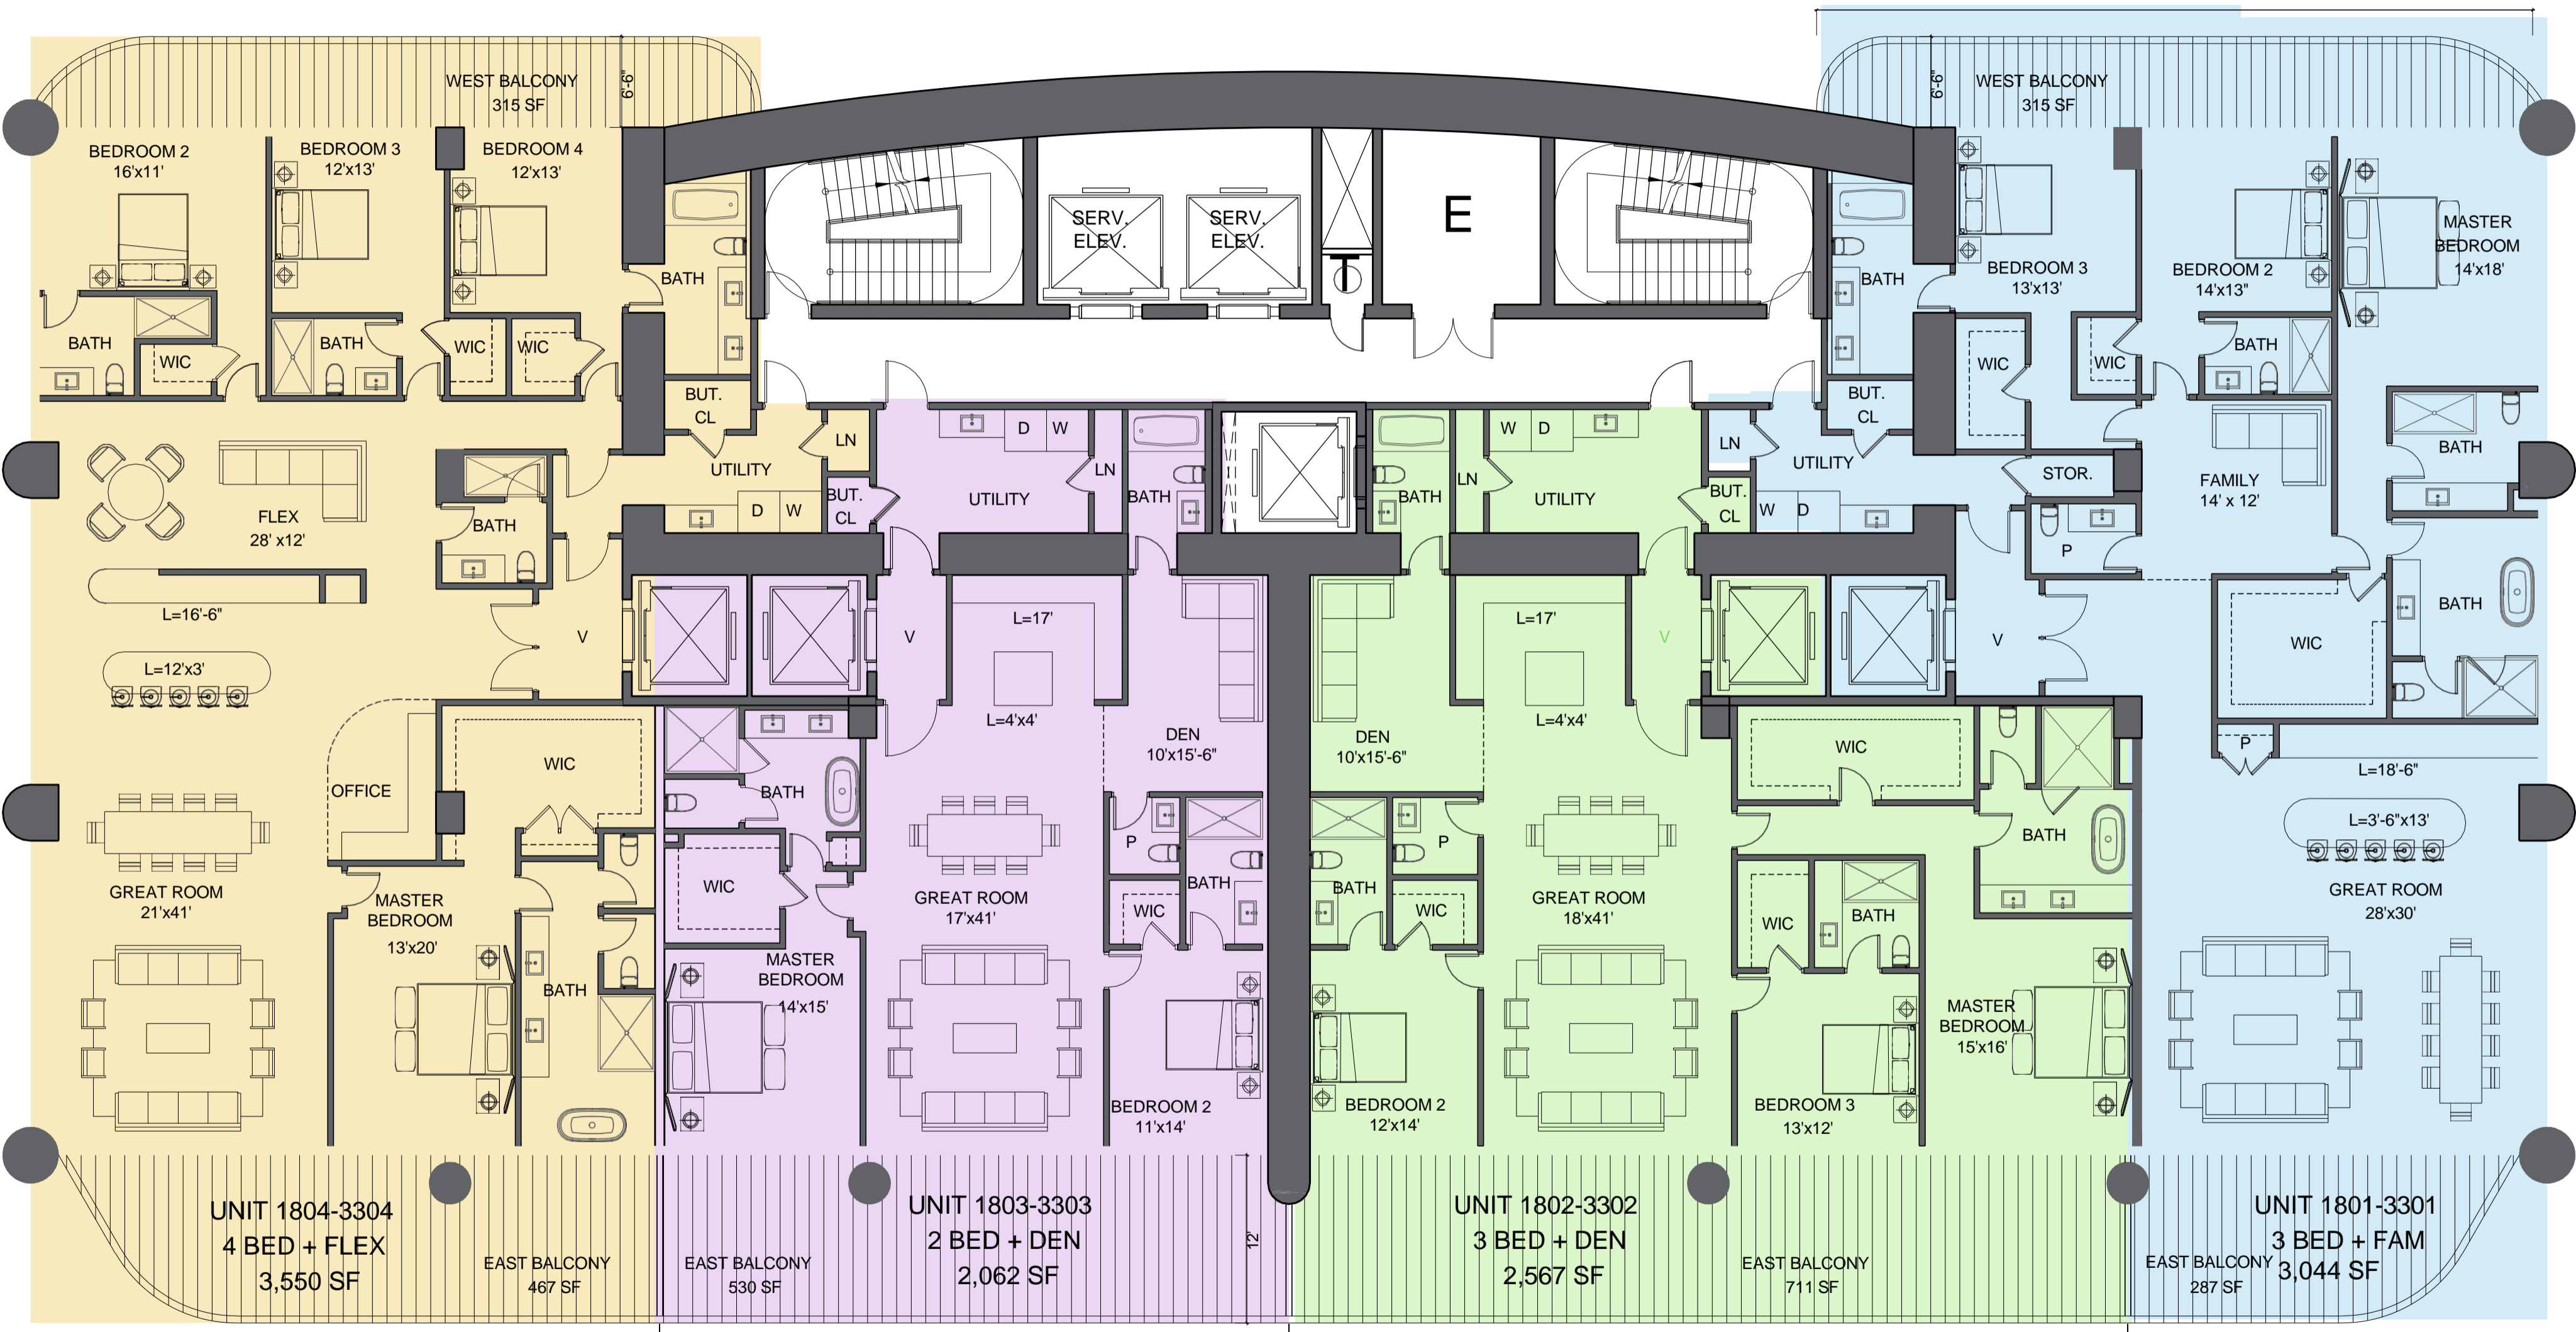 WEST BALCONY
315 SF
6'-6"
BEDROOM 2
16'x11'
BEDROOM 3
12'x13'
BEDROOM 4
12'x13'
BATH
WIC
BATH
WIC
WIC
BATH
BUT.
CL
LN
UTILITY
D
W
FLEX
28' x12'
BATH
L=16'-6"
V
L=12'x3'
OFFICE
WIC
GREAT ROOM
21'x41'
MASTER
BEDROOM
13'x20'
BATH
UNIT 1804-3304
4 BED + FLEX
3,550 SF
EAST BALCONY
467 SF
SERV.
ELEV.
SERV.
ELEV.
T
E
D
W
LN
BATH
UTILITY
BUT.
CL
V
L=17'
L=4'x4'
DEN
10'x15'-6"
BATH
WIC
P
BATH
WIC
GREAT ROOM
17'x41'
MASTER
BEDROOM
14'x15'
BEDROOM 2
11'x14'
EAST BALCONY
530 SF
UNIT 1803-3303
2 BED + DEN
2,062 SF
12'
BATH
LN
W
D
UTILITY
BUT.
CL
V
L=17'
L=4'x4'
DEN
10'x15'-6"
WIC
P
BATH
WIC
BATH
GREAT ROOM
18'x41'
WIC
BATH
MASTER
BEDROOM
15'x16'
BEDROOM 2
12'x14'
BEDROOM 3
13'x12'
UNIT 1802-3302
3 BED + DEN
2,567 SF
EAST BALCONY
711 SF
6'-6"
WEST BALCONY
315 SF
MASTER
BEDROOM
14'x18'
BEDROOM 3
13'x13'
BEDROOM 2
14'x13"
BATH
WIC
WIC
BATH
BUT.
CL
LN
UTILITY
W
D
STOR.
P
FAMILY
14' x 12'
BATH
BATH
V
WIC
P
L=18'-6"
L=3'-6"x13'
GREAT ROOM
28'x30'
UNIT 1801-3301
3 BED + FAM
3,044 SF
EAST BALCONY
287 SF